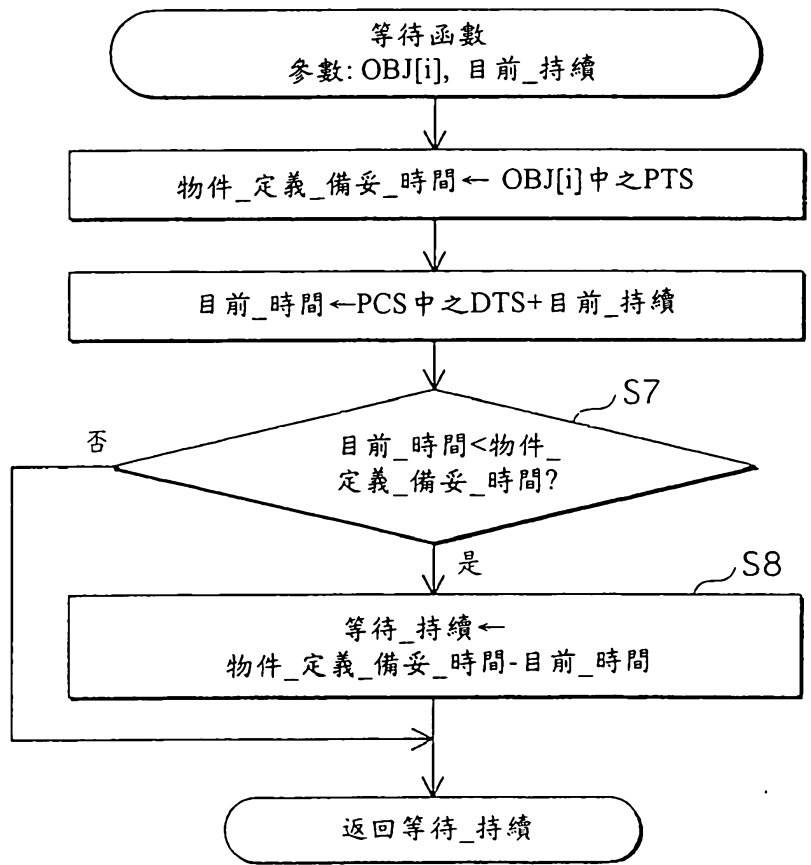 等待函數
參數: OBJ[i], 目前_持續
物件_定義_備妥_時間← OBJ[i]中之PTS
目前_時間←PCS中之DTS+目前_持續
S7
否
目前_時間<物件_
定義_備妥_時間?
是
S8
等待_持續←
物件_定義_備妥_時間-目前_時間
返回等待_持續